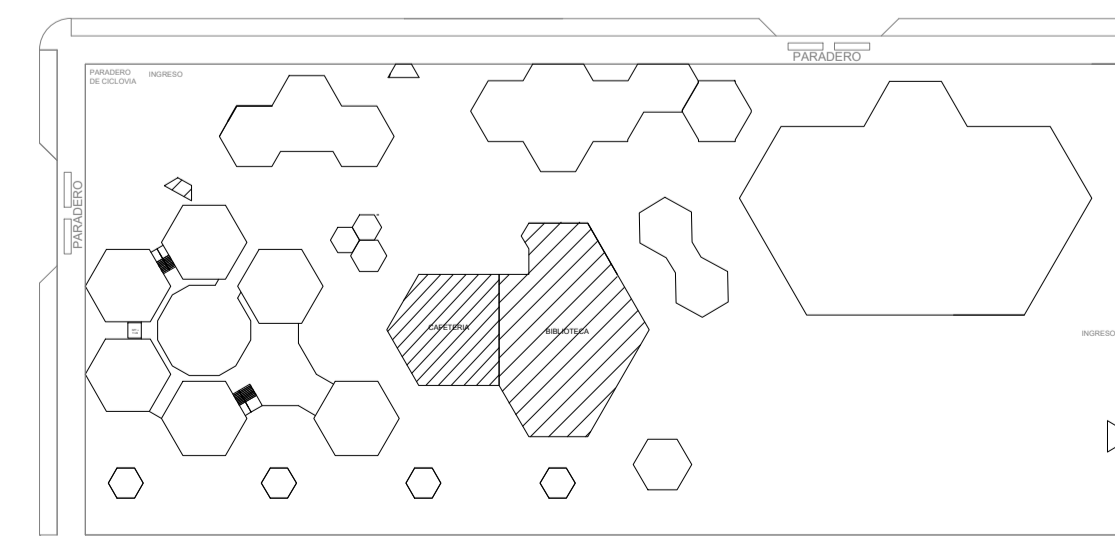 PARADERO
PARADERO
DE CICLOVIA
INGRESO
PARADERO
CAFETERIA
BIBLIOTECA
INGRESO